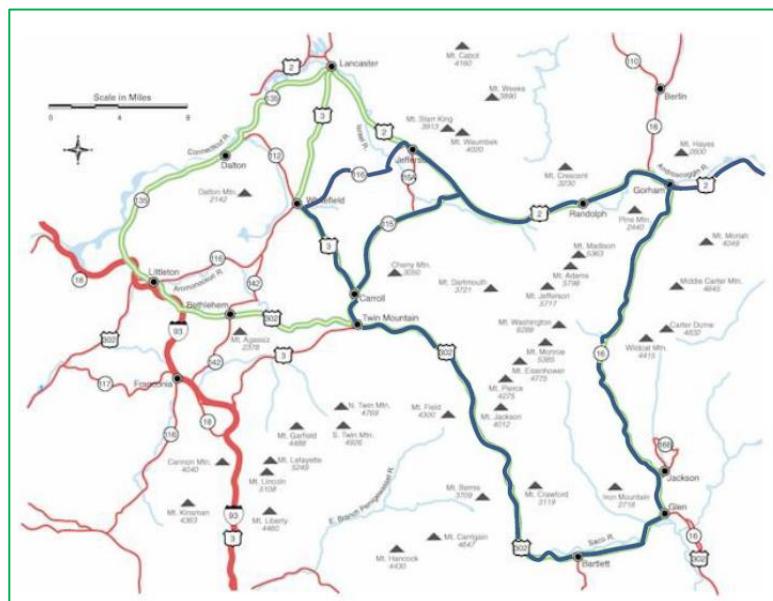 Mt. Cabot
4160
Lancaster
2
110
Scale in Miles
0 4 8
135
3
Mt. Weeks
3890
Berlin
Connecticut R.
Israel R.
2
Mt. Starr King
3913
Mt. Waumbek
4020
16
Dalton
112
Jefferson
Mt. Crescent
3230
Mt. Hayes
2600
Androscoggin R.
116
Gorham
2
Dalton Mtn.
2142
Whitefield
135
2
Randolph
Pine Mtn.
2440
3
115
Mt. Madison
5363
Mt. Moriah
4049
116
Cherry Mtn.
Mt. Adams
5798
18
Littleton
Ammonoosuc R.
142
Mt. Dartmouth
3721
Mt. Jefferson
5717
Middle Carter Mtn.
Carroll
Bethlehem
302
Twin Mountain
Mt. Washington
6288
Carter Dome
93
Mt. Agassiz
2378
3
302
Mt. Monroe
5385
16
Wildcat Mt.
4415
302
142
Mt. Eisenhower
4775
117
Franconia
Mt. Pierce
N. Twin Mtn.
4769
Mt. Field
4300
Mt. Jackson
4012
116
18
Mt. Garfield
4488
S. Twin Mtn.
4926
Cannon Mtn.
4040
Mt. Lafayette
5249
Mt. Lincoln
5108
Jackson
Mt. Bemis
3709
Mt. Crawford
3119
Iron Mountain
2716
Mt. Kinsman
93
Mt. Liberty
4460
E. Branch Pemigewasset R.
Glen
3
Mt. Carrigain
4647
302
Saco R.
16
Mt. Hancock
4430
Bartlett
302